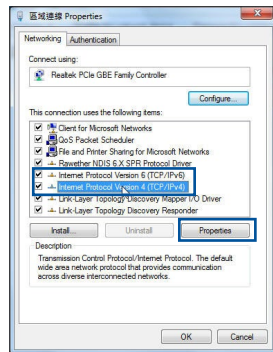 區域連線 Properties
Networking Authentication
Connect using:
Realtek PCIe GBE Family Controller
Configure...
This connection uses the following items:
Client for Microsoft Networks
QoS Packet Scheduler
File and Printer Sharing for Microsoft Networks
Rawether NDIS 6.X SPR Protocol Driver
Internet Protocol Version 6 (TCP/IPv6)
Internet Protocol Version 4 (TCP/IPv4)
Link-Layer Topology Discovery Mapper I/O Driver
Link-Layer Topology Discovery Responder
Install... Uninstall Properties
Description
Transmission Control Protocol/Internet Protocol. The default
wide area network protocol that provides communication
across diverse interconnected networks.
OK Cancel